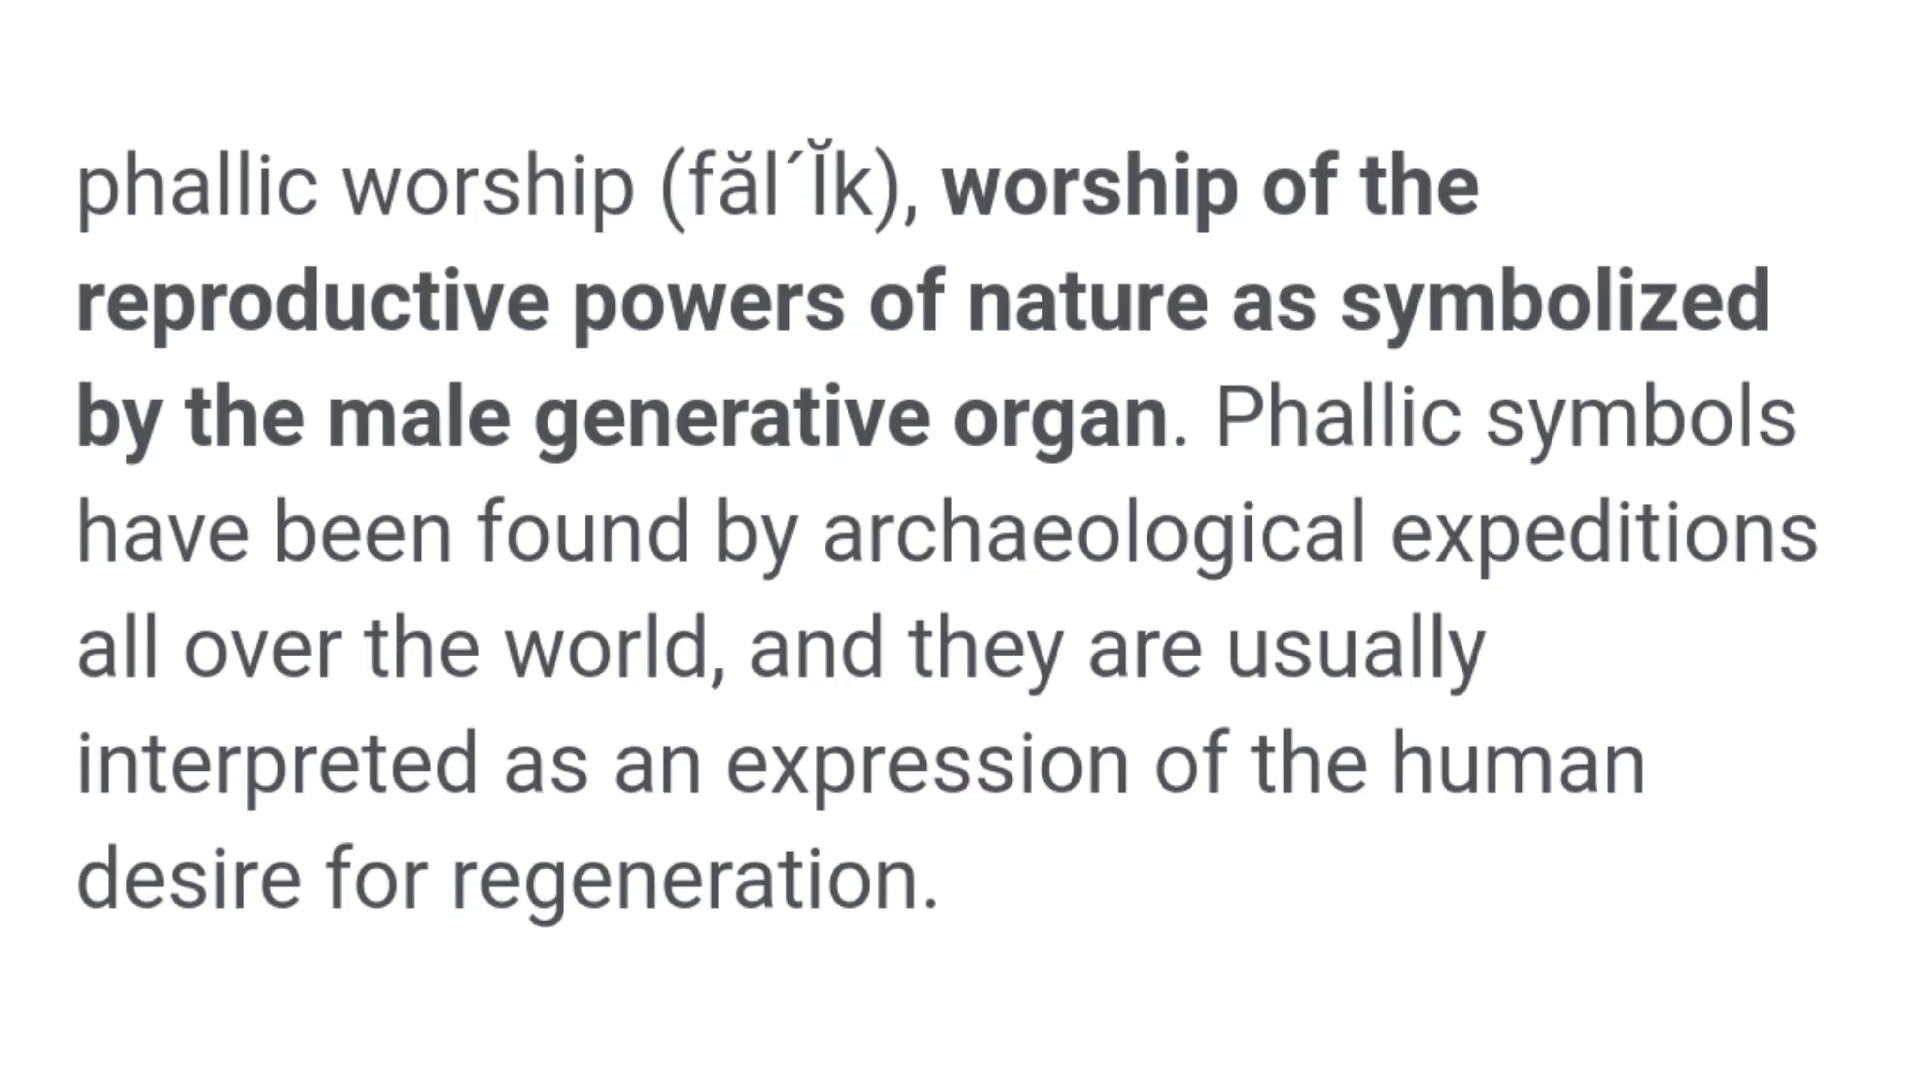 phallic worship (făl´Ĭk), worship of the
reproductive powers of nature as symbolized
by the male generative organ. Phallic symbols
have been found by archaeological expeditions
all over the world, and they are usually
interpreted as an expression of the human
desire for regeneration.